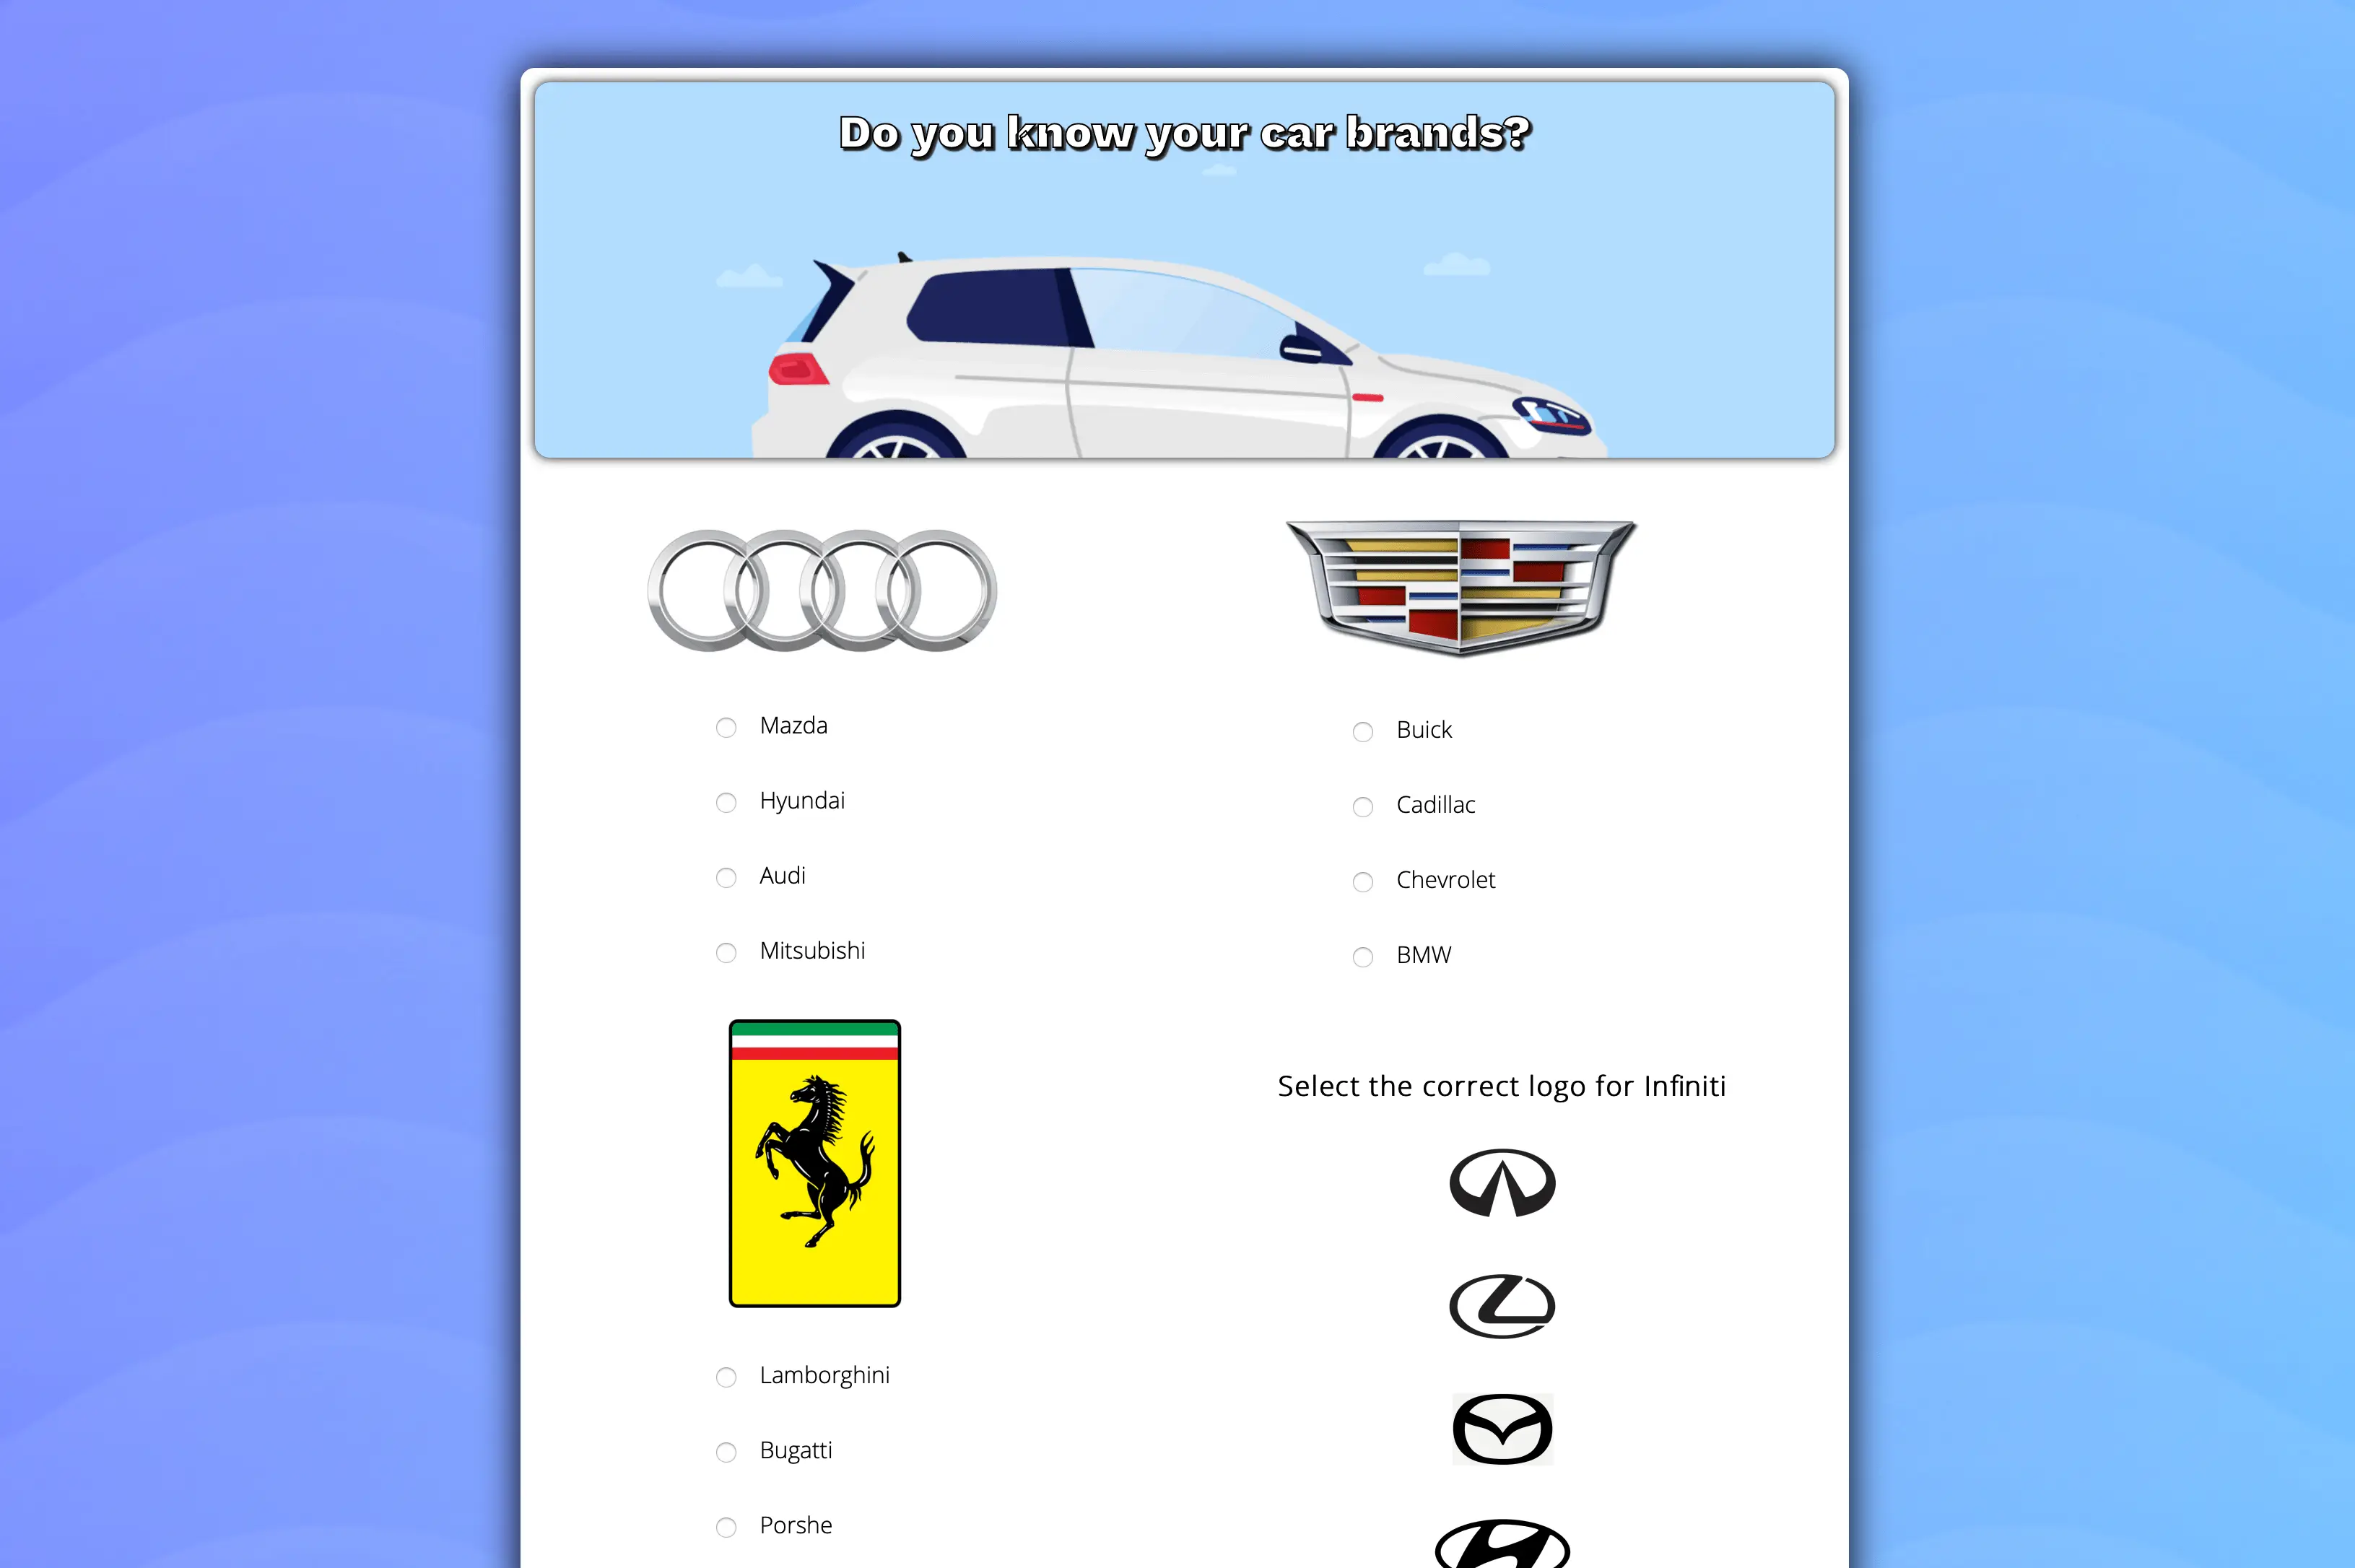 Do you know your car brands?
Mazda
Hyundai
Audi
Mitsubishi
Buick
Cadillac
Chevrolet
BMW
Lamborghini
Bugatti
Porshe
Select the correct logo for Infiniti